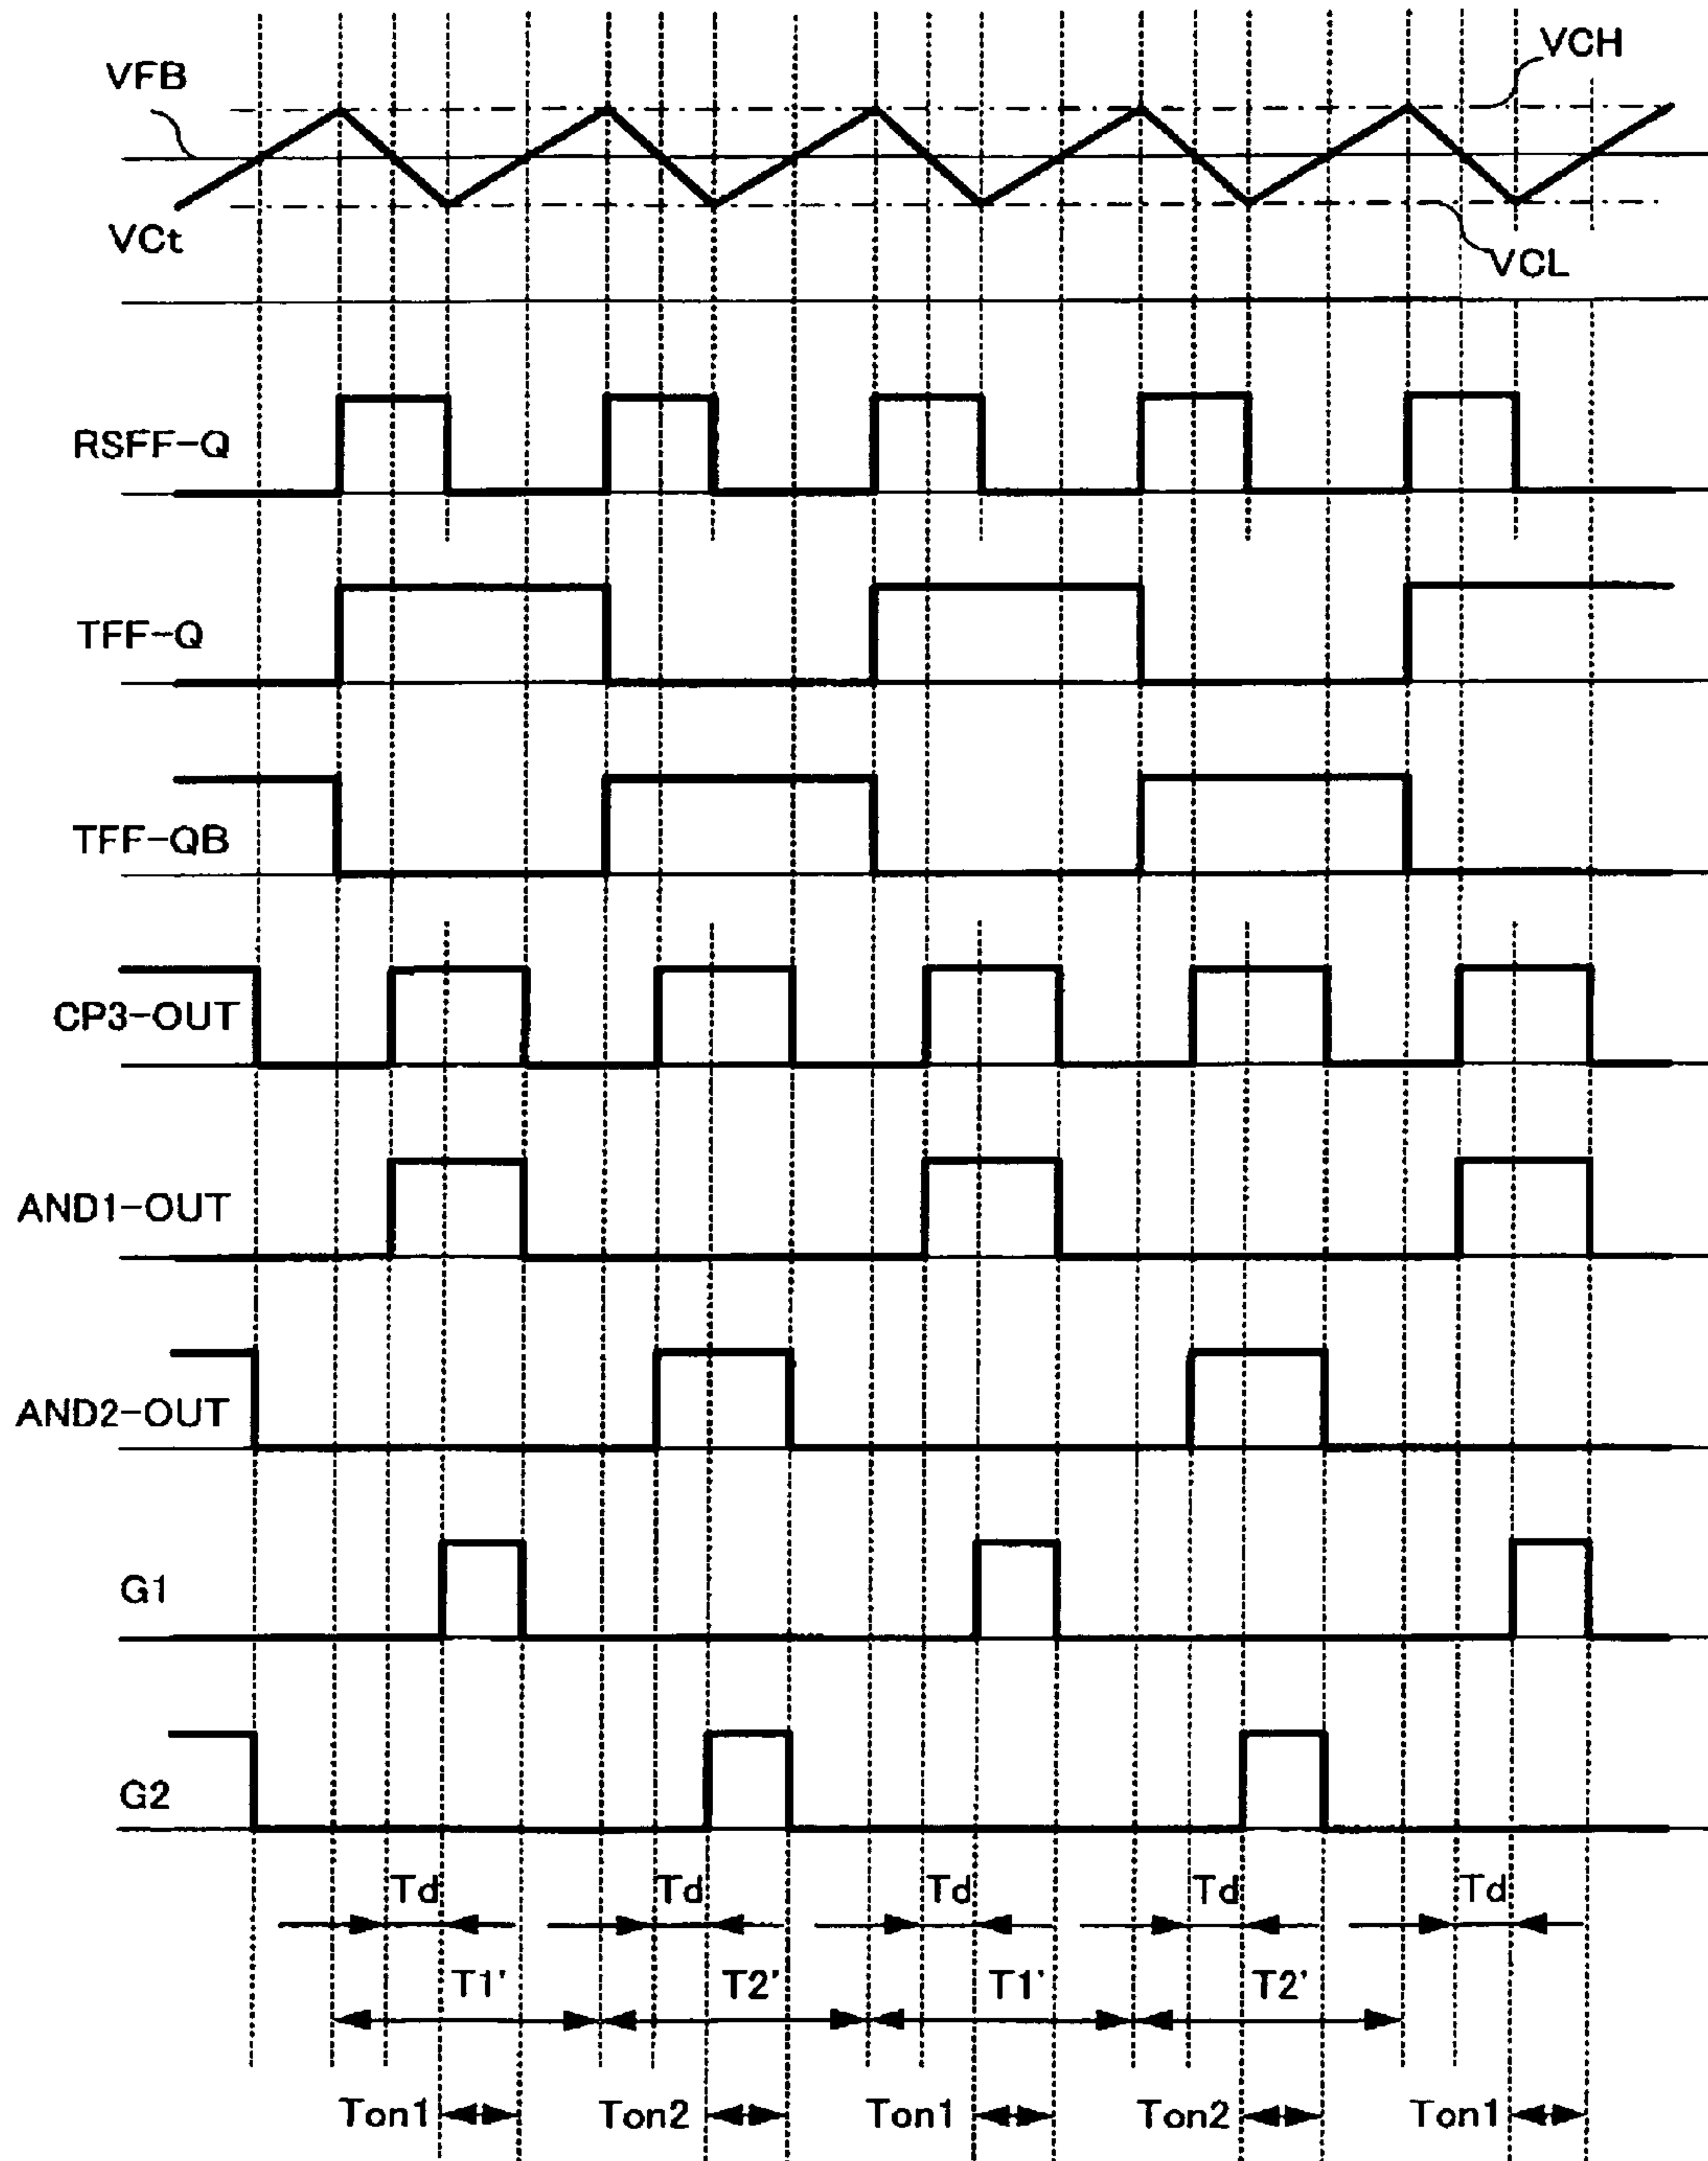 VCH
VFB
VCt
VCL
RSFF-Q
TFF-Q
TFF-QB
CP3-OUT
AND1-OUT
AND2-OUT
G1
G2
Td Td Td Td Td
T1' T2' T1' T2'
Ton1 Ton2 Ton1 Ton2 Ton1